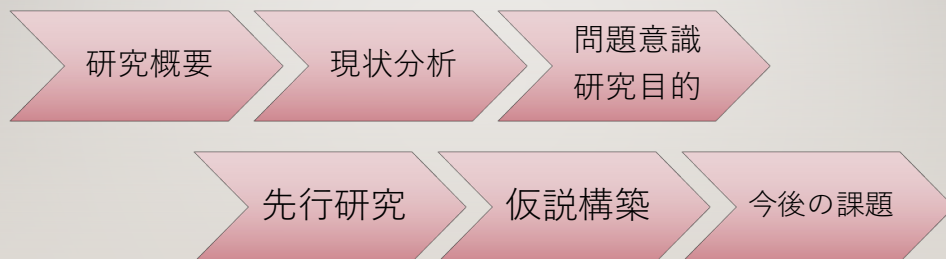 研究概要
現状分析
問題意識
研究目的
先行研究
仮説構築
今後の課題